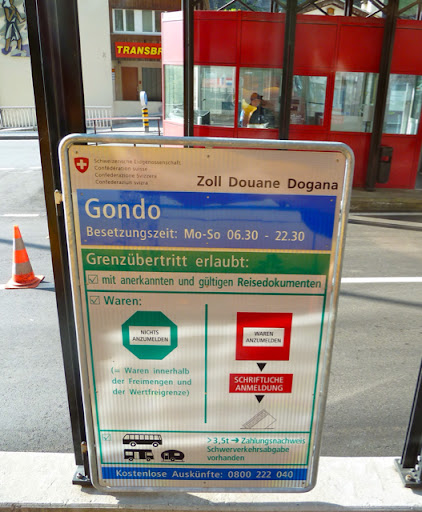 TRANSB
Schweizerische Eidgenossenschaft
Confédération suisse
Confederazione Svizzera
Confederaziun svizra
Zoll Douane Dogana
Gondo
Besetzungszeit: Mo-So 06.30 - 22.30
Grenzübertritt erlaubt:
mit anerkannten und gültigen Reisedokumenten
Waren:
NICHTS
ANZUMELDEN
(= Waren innerhalb
der Freimengen und
der Wertfreigrenze)
WAREN
ANZUMELDEN
SCHRIFTLICHE
ANMELDUNG
> 3,5t → Zahlungsnachweis
Schwerverkehrsabgabe
vorhanden
Kostenlose Auskünfte: 0800 222 040